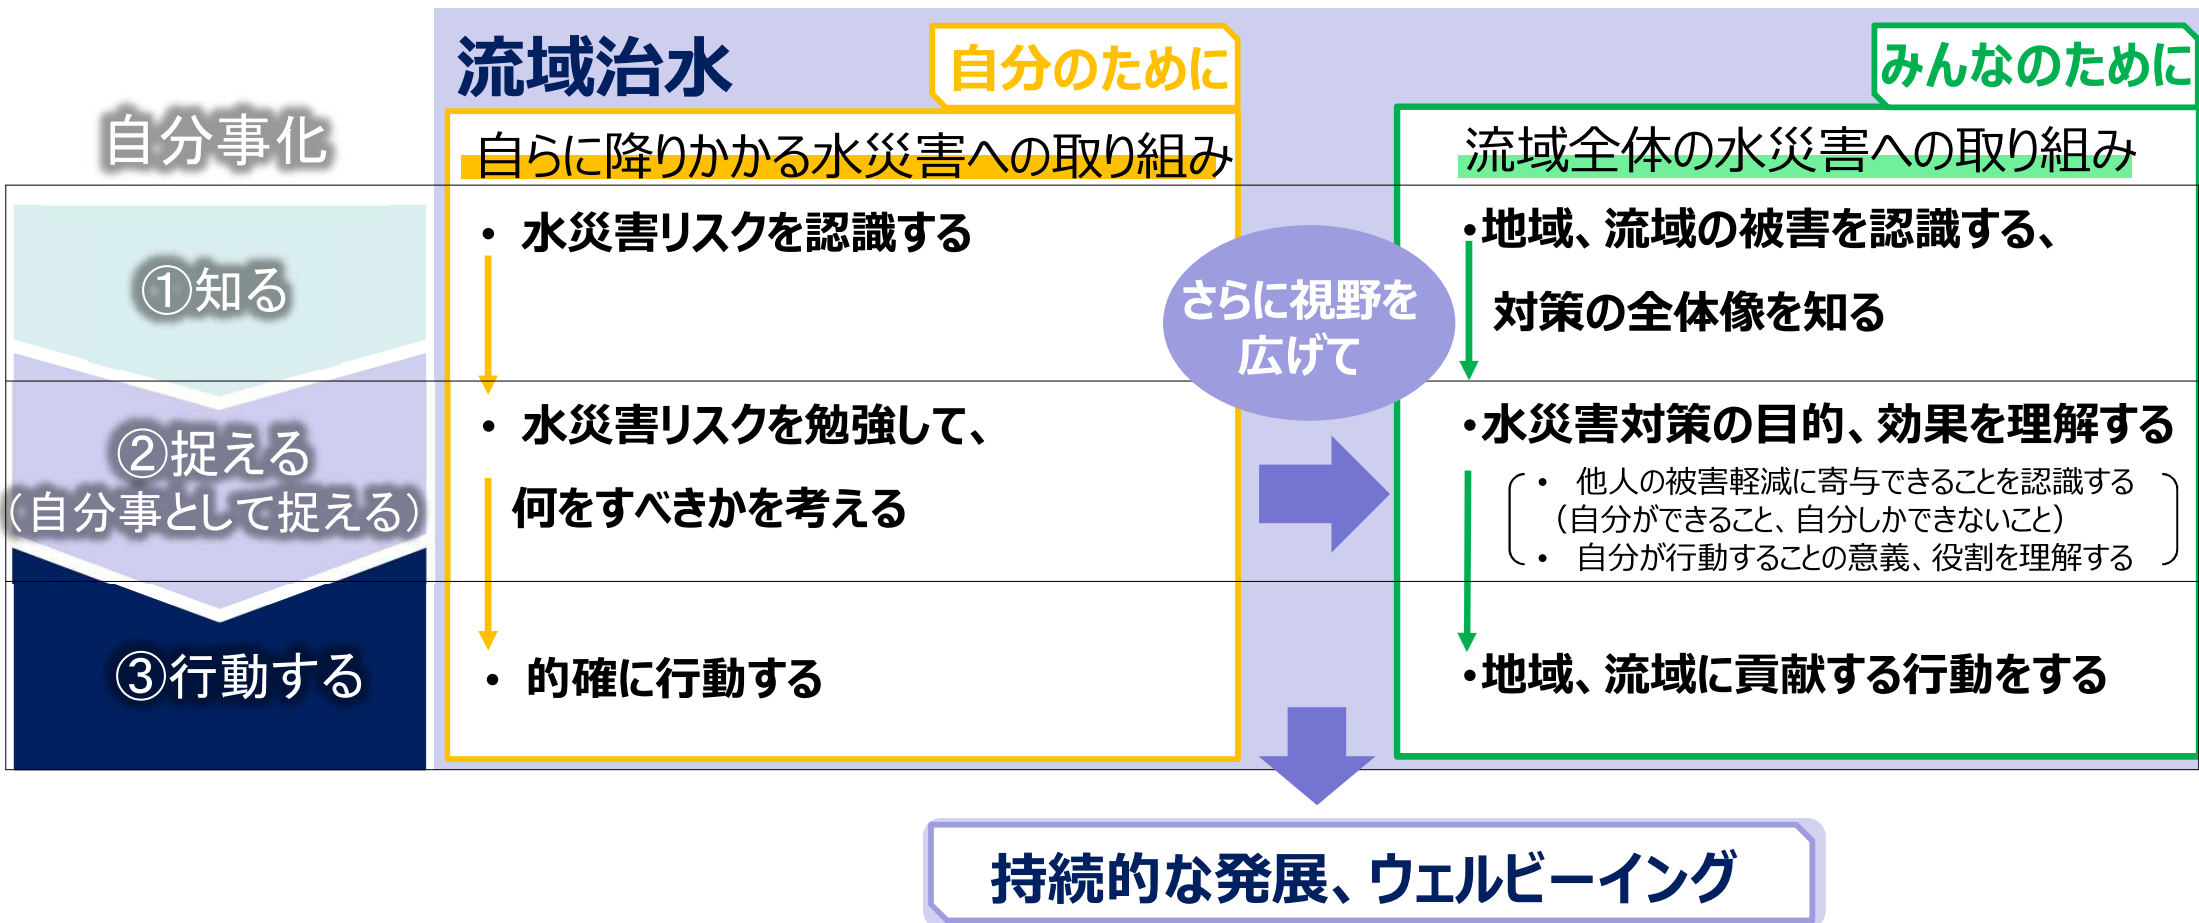 流域治水
自分のために
みんなのために
自分事化
自らに降りかかる水災害への取り組み
流域全体の水災害への取り組み
①知る
・ 水災害リスクを認識する
さらに視野を
広げて
・地域、流域の被害を認識する、
対策の全体像を知る
②捉える
（自分事として捉える）
・ 水災害リスクを勉強して、
何をすべきかを考える
・水災害対策の目的、効果を理解する
・ 他人の被害軽減に寄与できることを認識する
（自分ができること、自分しかできないこと）
・ 自分が行動することの意義、役割を理解する
③行動する
・ 的確に行動する
・地域、流域に貢献する行動をする
持続的な発展、ウェルビーイング